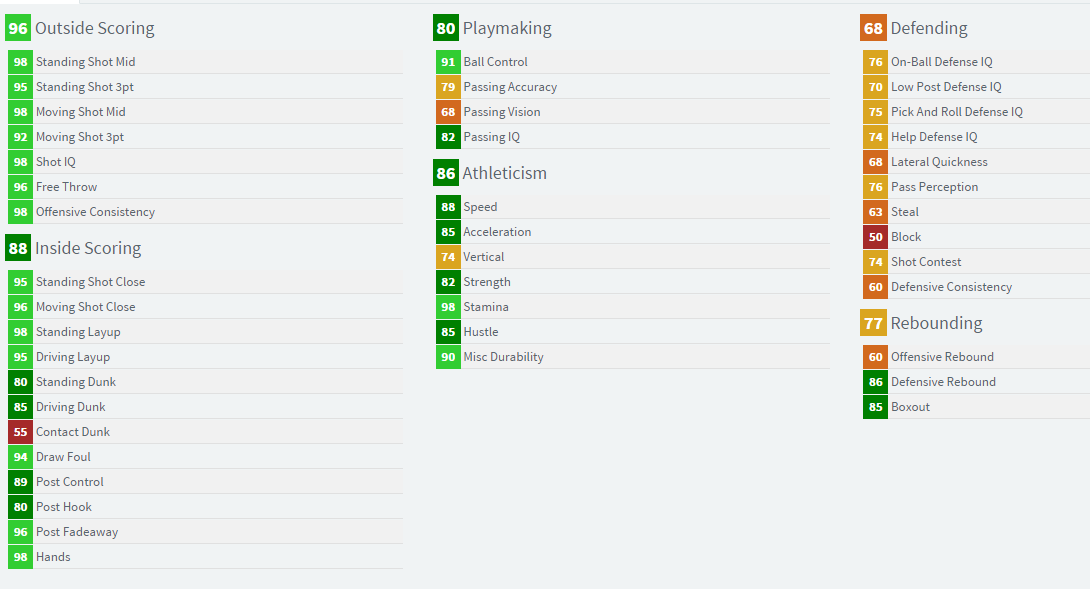 96 Outside Scoring
98 Standing Shot Mid
95 Standing Shot 3pt
98 Moving Shot Mid
92 Moving Shot 3pt
98 Shot IQ
96 Free Throw
98 Offensive Consistency
88 Inside Scoring
95 Standing Shot Close
96 Moving Shot Close
98 Standing Layup
95 Driving Layup
80 Standing Dunk
85 Driving Dunk
55 Contact Dunk
94 Draw Foul
89 Post Control
80 Post Hook
96 Post Fadeaway
98 Hands
80 Playmaking
91 Ball Control
79 Passing Accuracy
68 Passing Vision
82 Passing IQ
86 Athleticism
88 Speed
85 Acceleration
74 Vertical
82 Strength
98 Stamina
85 Hustle
90 Misc Durability
68 Defending
76 On-Ball Defense IQ
70 Low Post Defense IQ
75 Pick And Roll Defense IQ
74 Help Defense IQ
68 Lateral Quickness
76 Pass Perception
63 Steal
50 Block
74 Shot Contest
60 Defensive Consistency
77 Rebounding
60 Offensive Rebound
86 Defensive Rebound
85 Boxout